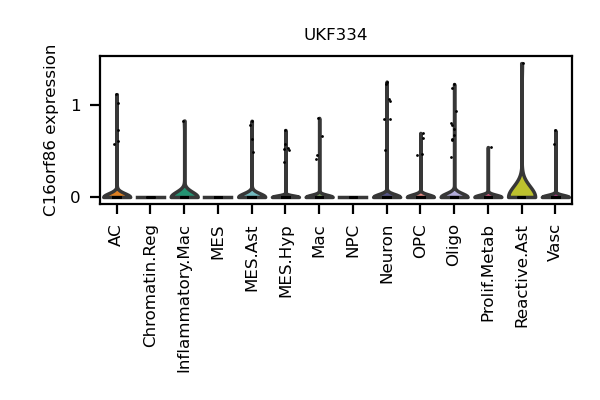 UKF334
C16orf86 expression
1
0
AC
Chromatin.Reg
Inflammatory.Mac
MES
MES.Ast
MES.Hyp
Mac
NPC
Neuron
OPC
Oligo
Prolif.Metab
Reactive.Ast
Vasc